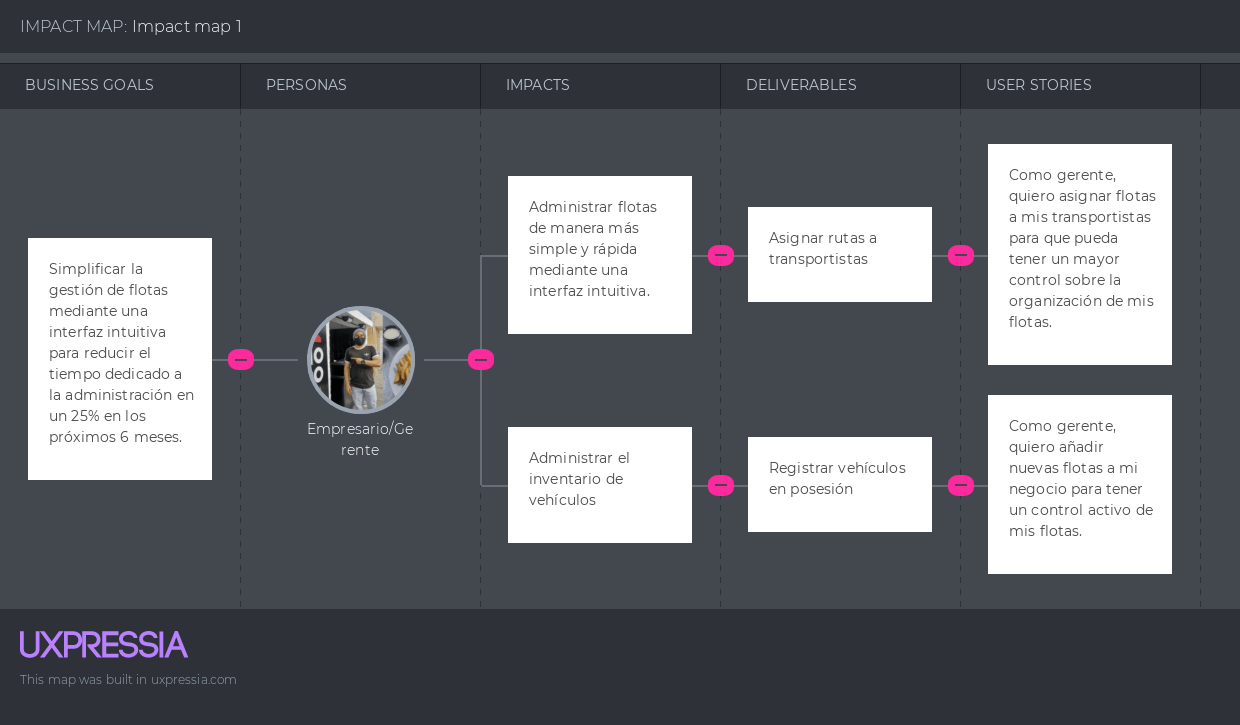 IMPACT MAP: Impact map 1
BUSINESS GOALS
PERSONAS
IMPACTS
DELIVERABLES
USER STORIES
Simplificar la
gestión de flotas
mediante una
interfaz intuitiva
para reducir el
tiempo dedicado a
la administración en
un 25% en los
próximos 6 meses.
Empresario/Ge
rente
Administrar flotas
de manera más
simple y rápida
mediante una
interfaz intuitiva.
Asignar rutas a
transportistas
Como gerente,
quiero asignar flotas
a mis transportistas
para que pueda
tener un mayor
control sobre la
organización de mis
flotas.
Administrar el
inventario de
vehículos
Registrar vehículos
en posesión
Como gerente,
quiero añadir
nuevas flotas a mi
negocio para tener
un control activo de
mis flotas.
UXPRESSIA
This map was built in uxpressia.com